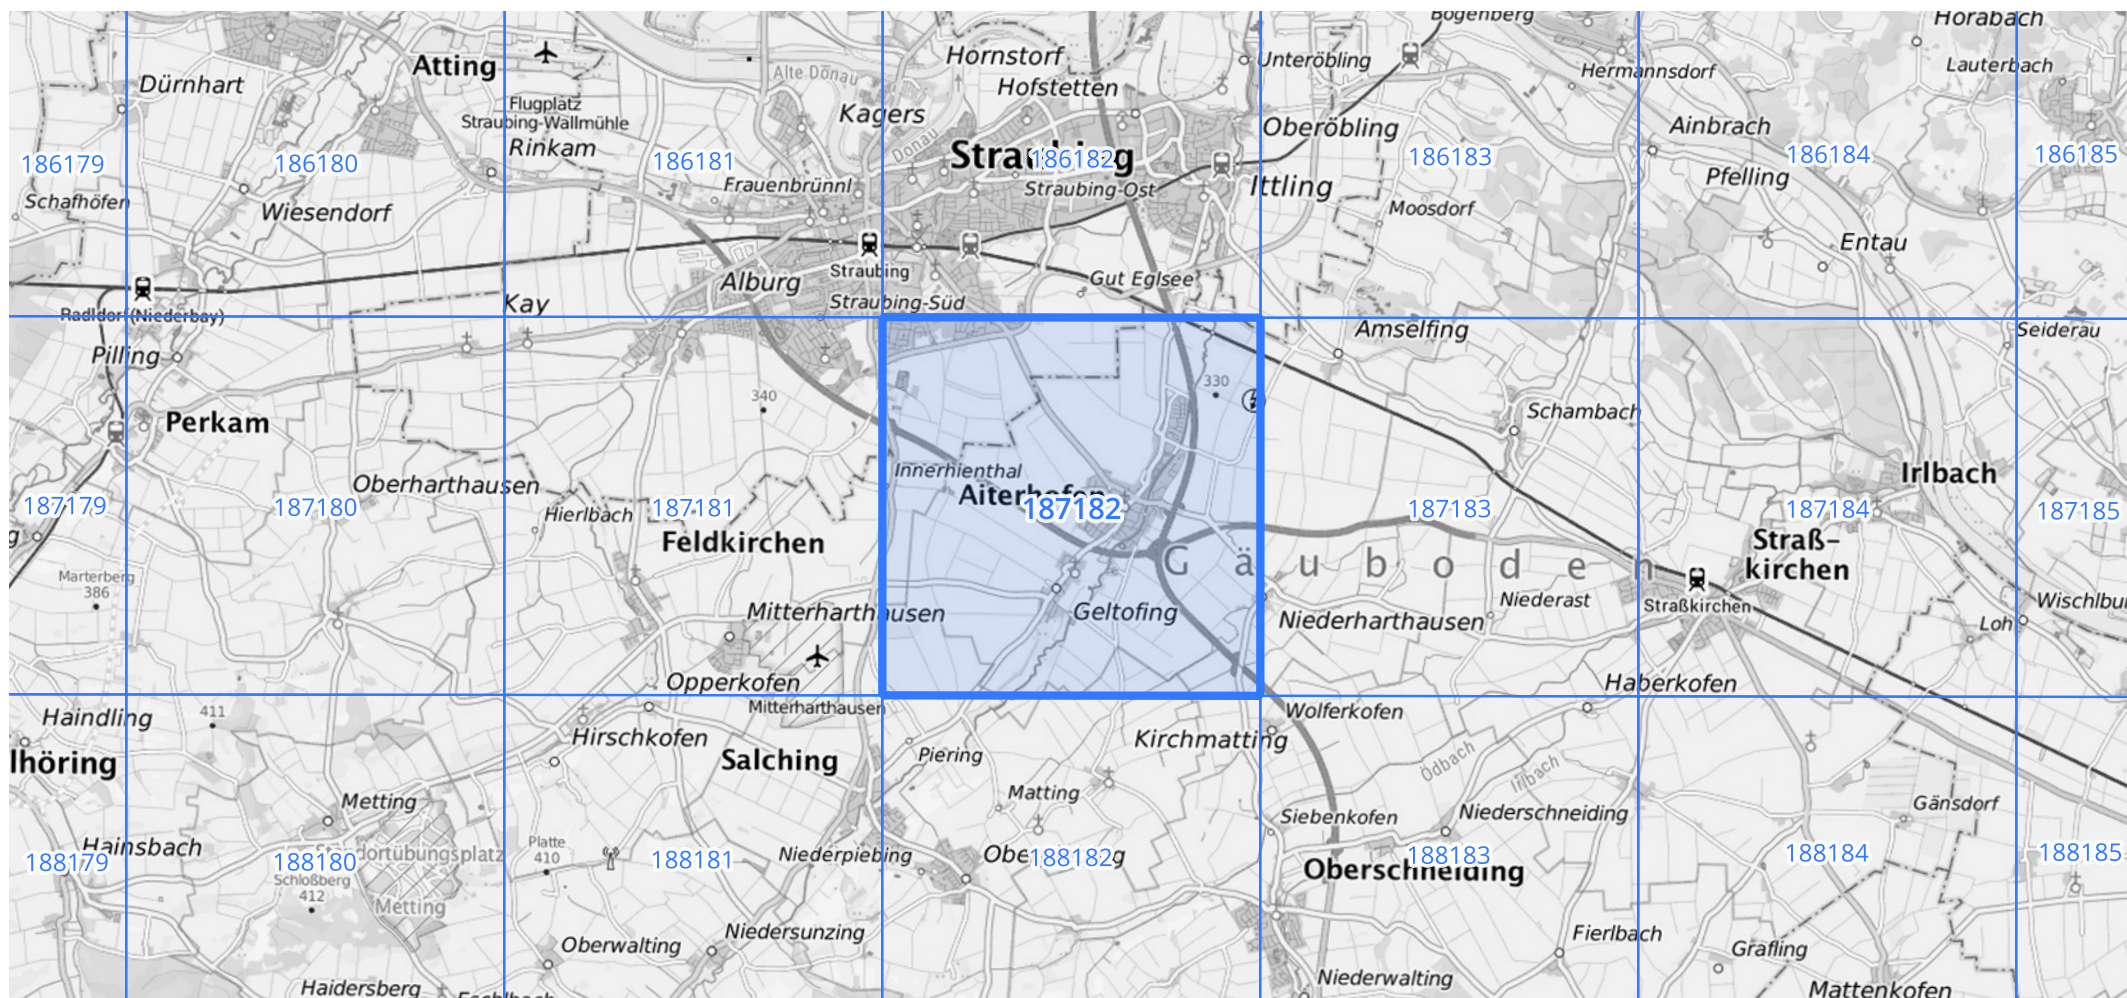 Bogenberg
Horabach
Hornstorf
Atting
Unteröbling
Hermannsdorf
Lauterbach
Dürnhart
Alte Donau
Hofstetten
Flugplatz
Straubing-Wallmühle
Kagers
Rinkam
Oberöbling
Ainbrach
Donau
Straubing
186179
186180
186181
186182
186183
186184
186185
Frauenbrünnl
Straubing-Ost
Ittling
Pfelling
Schafhöfen
Wiesendorf
Moosdorf
Entau
Straubing
Alburg
Gut Eglsee
Straubing-Süd
Kay
Radldorf (Niederbay)
Amselfing
Seiderau
Pilling
330
340
Perkam
Schambach
Innerhienthal
Irlbach
Oberharthausen
Aiterhofen
187179
187180
187181
187182
187183
187184
187185
Hierlbach
g
Feldkirchen
Straß-
kirchen
Gäuboden
Marterberg
386
Straßkirchen
Niederast
Wischlbur
Mitterharthausen
Geltofing
Niederharthausen
Loh
Opperkofen
Haberkofen
Mitterharthausen
Haindling
411
Wolferkofen
Hirschkofen
Kirchmatting
lhöring
Salching
Piering
Ödbach
Irlbach
Matting
Metting
Gänsdorf
Siebenkofen
Niederschneiding
Hainsbach
Standortübungsplatz
Metting
Platte
410
Niederpiebing
188179
188180
188181
188182
188183
188184
188185
Oberschneiding
Schloßberg
412
Niedersunzing
Oberwalting
Fierlbach
Grafling
Niederwalting
Haidersberg
Mattenkofen